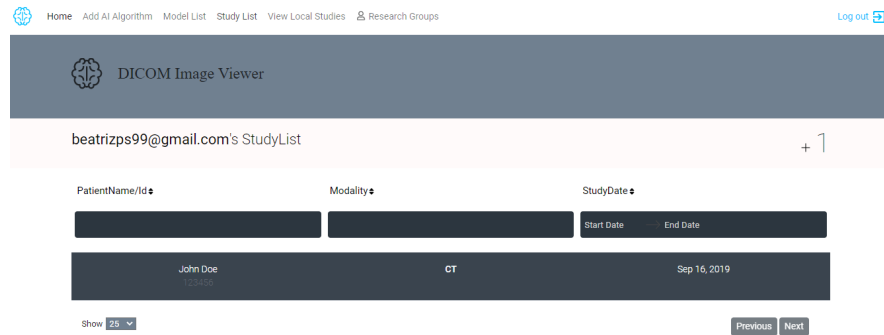 Home Add AI Algorithm Model List Study List View Local Studies Research Groups Log out
DICOM Image Viewer
beatrizps99@gmail.com's StudyList + 1
PatientName/Id Modality StudyDate
Start Date End Date
John Doe CT Sep 16, 2019
123456
Show 25 Previous Next